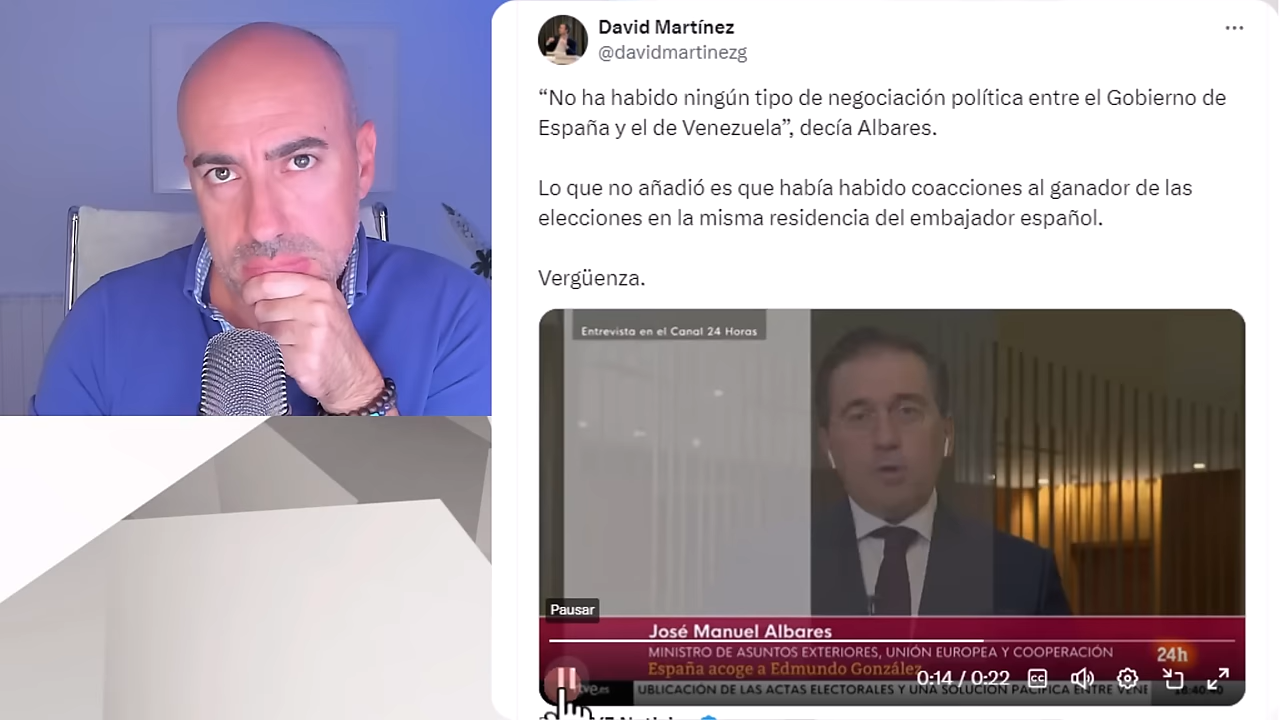 David Martínez
@davidmartinezg
“No ha habido ningún tipo de negociación política entre el Gobierno de
España y el de Venezuela”, decía Albares.
Lo que no añadió es que había habido coacciones al ganador de las
elecciones en la misma residencia del embajador español.
Vergüenza.
Entrevista en el Canal 24 Horas
Pausar
José Manuel Albares
MINISTRO DE ASUNTOS EXTERIORES, UNIÓN EUROPEA Y COOPERACIÓN
24h
España acoge a Edmundo González
0:14 / 0:22
CC
UBLICACIÓN DE LAS ACTAS ELECTORALES Y UNA SOLUCIÓN PACÍFICA ENTRE VENE